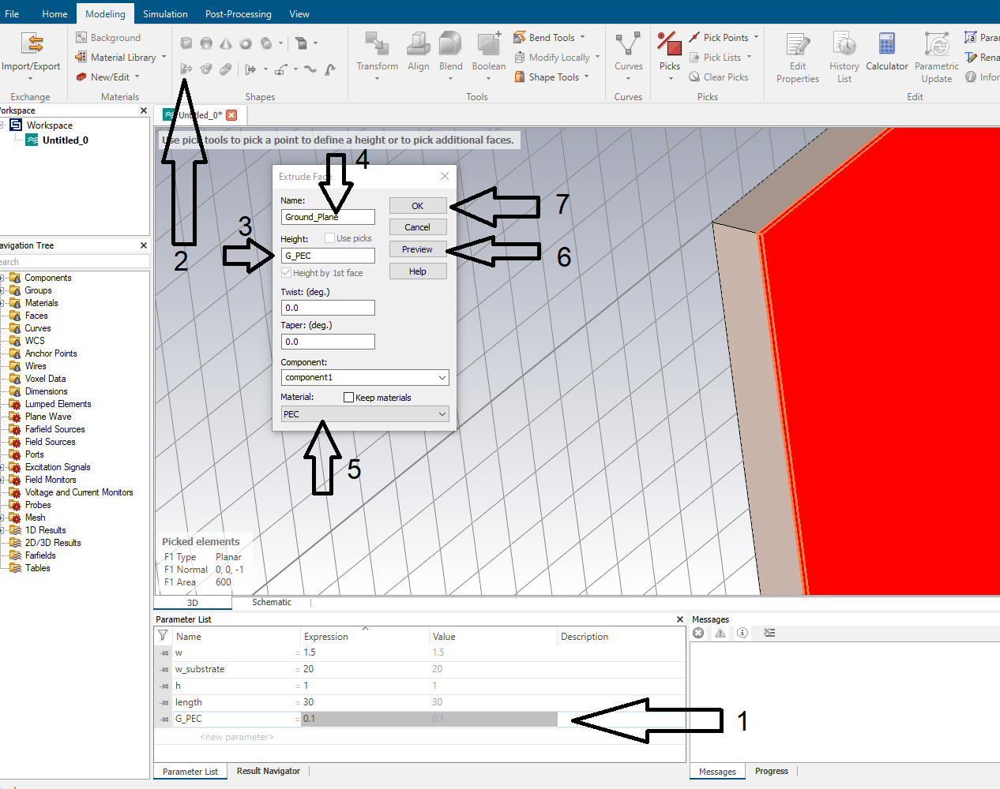 File Home Modeling Simulation Post-Processing View
Import/Export
Exchange
Background
Material Library
New/Edit
Materials
Shapes
Transform Align Blend Boolean
Bend Tools
Modify Locally
Shape Tools
Tools
Curves
Curves
Picks
Pick Points
Pick Lists
Clear Picks
Picks
Edit Properties
History List
Calculator
Parametric Update
Param
Rena
Infor
Edit
orkspace
Workspace
Untitled_0
Untitled_0*
Use pick tools to pick a point to define a height or to pick additional faces.
Extrude Face
Name:
Ground_Plane
Height:
Use picks
G_PEC
Height by 1st face
Twist: (deg.)
0.0
Taper: (deg.)
0.0
Component:
component1
Material:
Keep materials
PEC
OK
Cancel
Preview
Help
1
2
3
4
5
6
7
avigation Tree
earch
Components
Groups
Materials
Faces
Curves
WCS
Anchor Points
Wires
Voxel Data
Dimensions
Lumped Elements
Plane Wave
Farfield Sources
Field Sources
Ports
Excitation Signals
Field Monitors
Voltage and Current Monitors
Probes
Mesh
1D Results
2D/3D Results
Farfields
Tables
Picked elements
F1 Type Planar
F1 Normal 0, 0, -1
F1 Area 600
3D Schematic
Parameter List
Name Expression Value Description
w = 1.5 1.5
w_substrate = 20 20
h = 1 1
length = 30 30
G_PEC = 0.1 0.1
<new parameter>
Parameter List Result Navigator
Messages
Messages Progress